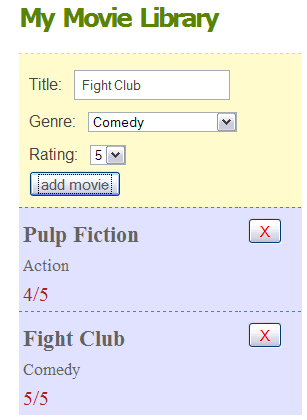 My Movie Library
Title: Fight Club
Genre: Comedy
Rating: 5
add movie
Pulp Fiction X
Action
4/5
Fight Club X
Comedy
5/5